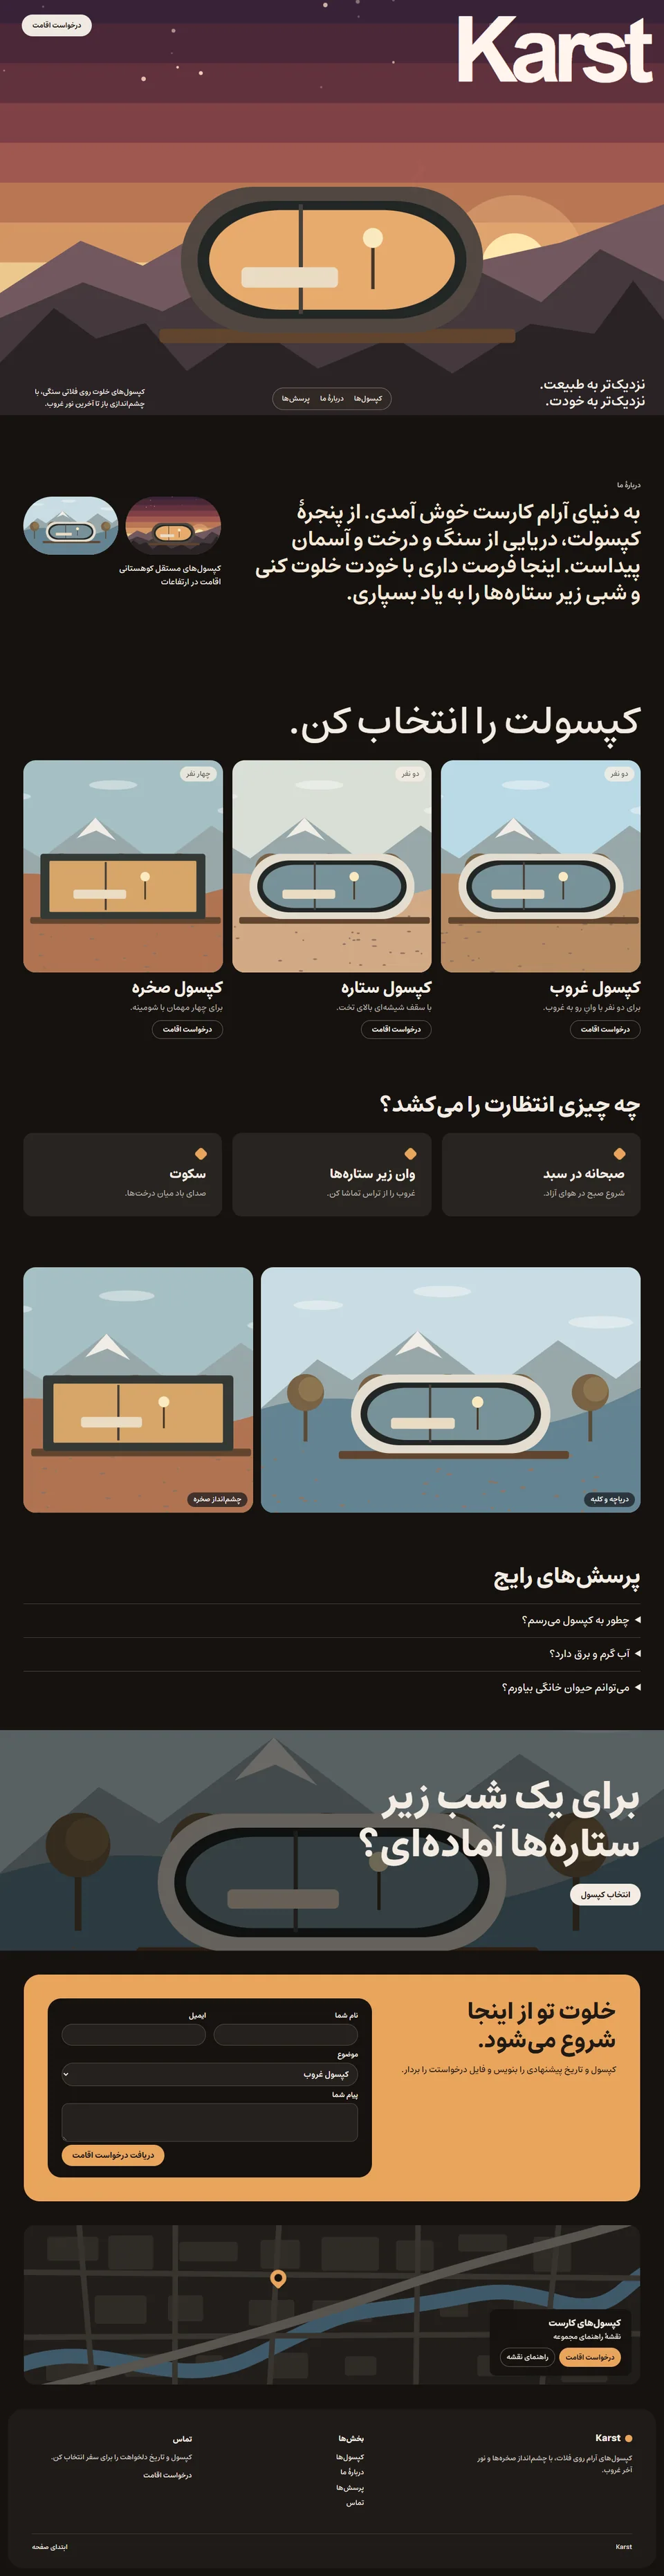 درخواست اقامت
Karst
نزدیک‌تر به طبیعت.
نزدیک‌تر به خودت.
کپسول‌ها
دربارهٔ ما
پرسش‌ها
کپسول‌های خلوت روی فلاتی سنگی، با
چشم‌اندازی باز تا آخرین نور غروب.
دربارهٔ ما
به دنیای آرام کارست خوش آمدی. از پنجرهٔ
کپسولت، دریایی از سنگ و درخت و آسمان
پیداست. اینجا فرصت داری با خودت خلوت کنی
و شبی زیر ستاره‌ها را به یاد بسپاری.
کپسول‌های مستقل کوهستانی
اقامت در ارتفاعات
کپسولت را انتخاب کن.
دو نفر
کپسول غروب
برای دو نفر با وانِ رو به غروب.
درخواست اقامت
دو نفر
کپسول ستاره
با سقف شیشه‌ای بالای تخت.
درخواست اقامت
چهار نفر
کپسول صخره
برای چهار مهمان با شومینه.
درخواست اقامت
چه چیزی انتظارت را می‌کشد؟
صبحانه در سبد
شروع صبح در هوای آزاد.
وان زیر ستاره‌ها
غروب را از تراس تماشا کن.
سکوت
صدای باد میان درخت‌ها.
دریاچه و کلبه
چشم‌انداز صخره
پرسش‌های رایج
چطور به کپسول می‌رسم؟
آب گرم و برق دارد؟
می‌توانم حیوان خانگی بیاورم؟
برای یک شب زیر
ستاره‌ها آماده‌ای؟
انتخاب کپسول
خلوت تو از اینجا
شروع می‌شود.
کپسول و تاریخ پیشنهادی را بنویس و فایل درخواستت را بردار.
نام شما
ایمیل
موضوع
کپسول غروب
پیام شما
دریافت درخواست اقامت
کپسول‌های کارست
نقشهٔ راهنمای مجموعه
درخواست اقامت
راهنمای نقشه
Karst
کپسول‌های آرام روی فلات، با چشم‌انداز صخره‌ها و نور
آخر غروب.
بخش‌ها
کپسول‌ها
دربارهٔ ما
پرسش‌ها
تماس
تماس
کپسول و تاریخ دلخواهت را برای سفر انتخاب کن.
درخواست اقامت
Karst
ابتدای صفحه